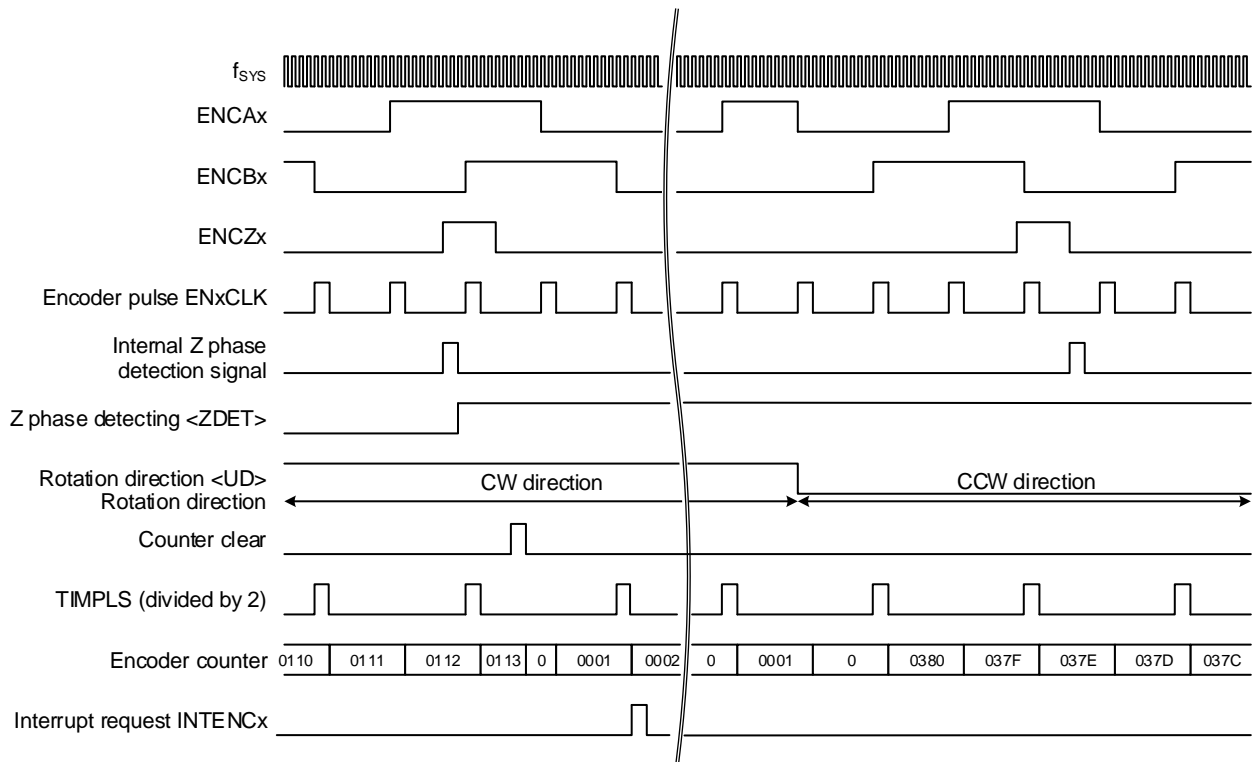 fSYS
ENCAx
ENCBx
ENCZx
Encoder pulse ENxCLK
Internal Z phase
detection signal
Z phase detecting <ZDET>
Rotation direction <UD>
Rotation direction
CW direction
CCW direction
Counter clear
TIMPLS (divided by 2)
Encoder counter 0110 0111 0112 0113 0 0001 0002 0 0001 0 0380 037F 037E 037D 037C
Interrupt request INTENCx